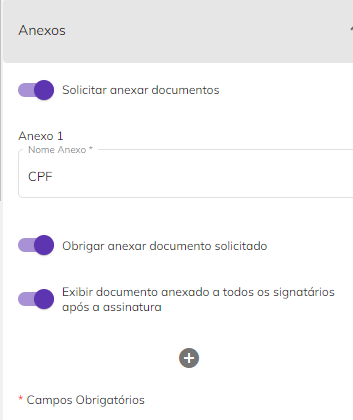 Anexos
Solicitar anexar documentos
Anexo 1
Nome Anexo *
CPF
Obrigar anexar documento solicitado
Exibir documento anexado a todos os signatários
após a assinatura
* Campos Obrigatórios